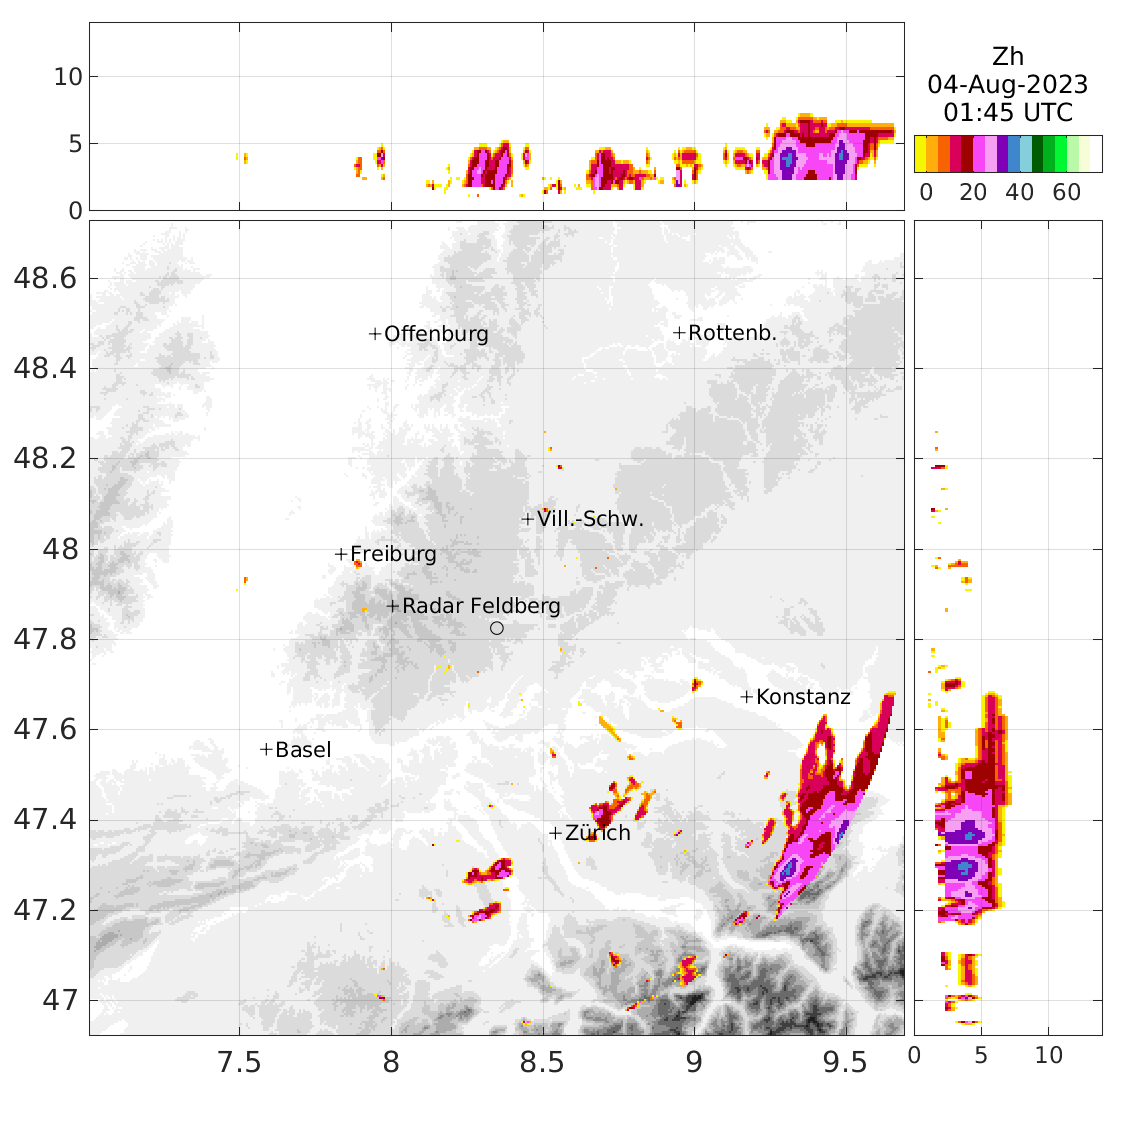 10
5
0
Zh
04-Aug-2023
01:45 UTC
0 20 40 60
48.6
48.4
48.2
48
47.8
47.6
47.4
47.2
47
+Offenburg
+Rottenb.
+Vill.-Schw.
+Freiburg
+Radar Feldberg
+Konstanz
+Basel
+Zürich
7.5 8 8.5 9 9.5
0 5 10